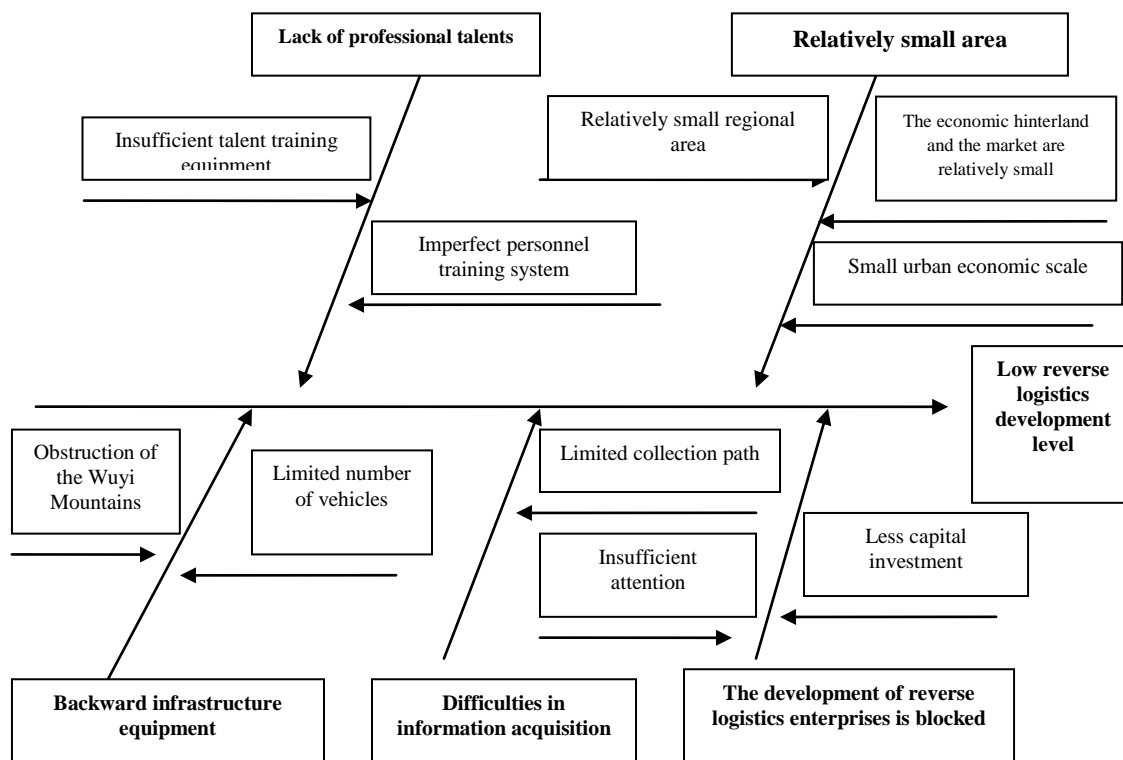 Lack of professional talents
Relatively small area
Insufficient talent training
equipment
Relatively small regional
area
The economic hinterland
and the market are
relatively small
Imperfect personnel
training system
Small urban economic scale
Low reverse
logistics
development
level
Obstruction of
the Wuyi
Mountains
Limited number
of vehicles
Limited collection path
Insufficient
attention
Less capital
investment
Backward infrastructure
equipment
Difficulties in
information acquisition
The development of reverse
logistics enterprises is blocked